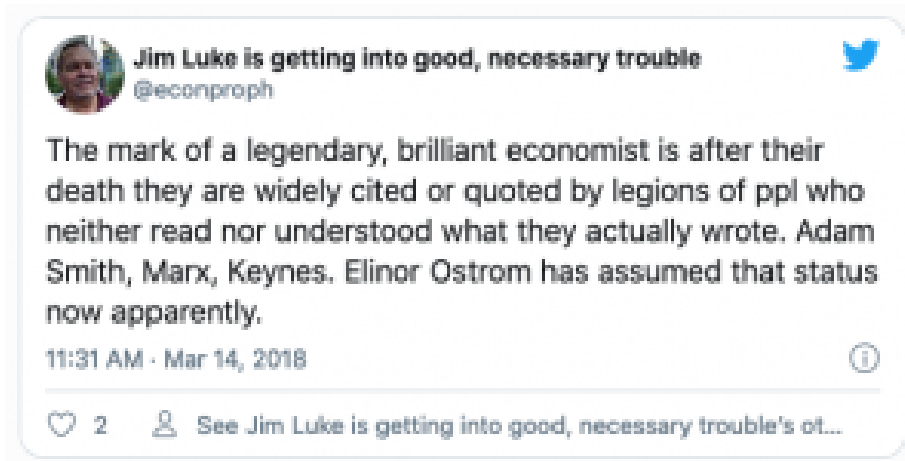 Jim Luke is getting into good, necessary trouble
@econproph
The mark of a legendary, brilliant economist is after their
death they are widely cited or quoted by legions of ppl who
neither read nor understood what they actually wrote. Adam
Smith, Marx, Keynes. Elinor Ostrom has assumed that status
now apparently.
11:31 AM · Mar 14, 2018
2 See Jim Luke is getting into good, necessary trouble's ot...